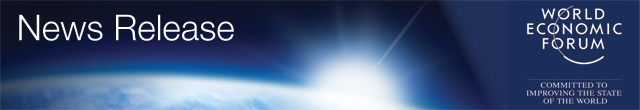 News Release
WORLD
ECONOMIC
FORUM
COMMITTED TO
IMPROVING THE STATE
OF THE WORLD